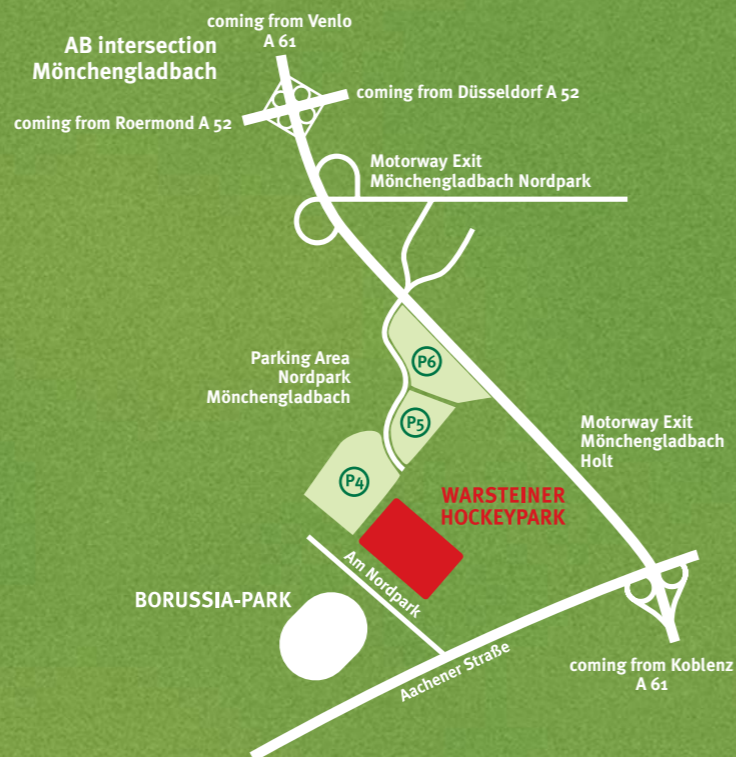 coming from Venlo
A 61
AB intersection
Mönchengladbach
coming from Düsseldorf A 52
coming from Roermond A 52
Motorway Exit
Mönchengladbach Nordpark
Parking Area
Nordpark
Mönchengladbach
P6
P5
P4
Motorway Exit
Mönchengladbach
Holt
WARSTEINER
HOCKEYPARK
Am Nordpark
BORUSSIA-PARK
Aachener Straße
coming from Koblenz
A 61